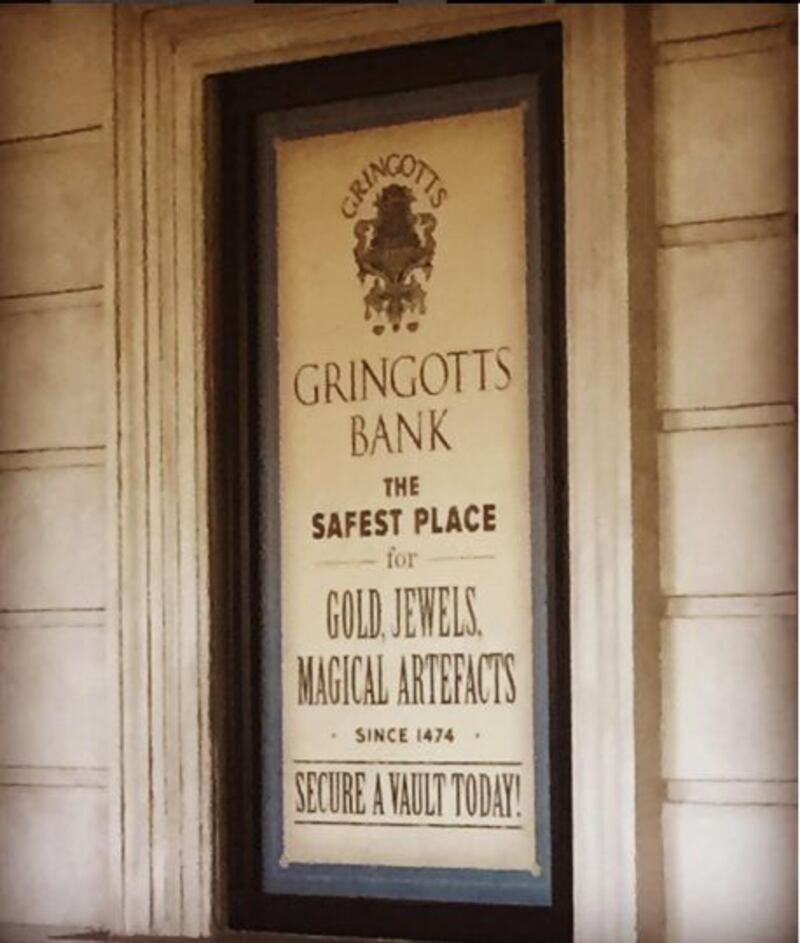 GRINGOTTS
GRINGOTTS
BANK
THE
SAFEST PLACE
for
GOLD, JEWELS,
MAGICAL ARTEFACTS
· SINCE 1474 ·
SECURE A VAULT TODAY!